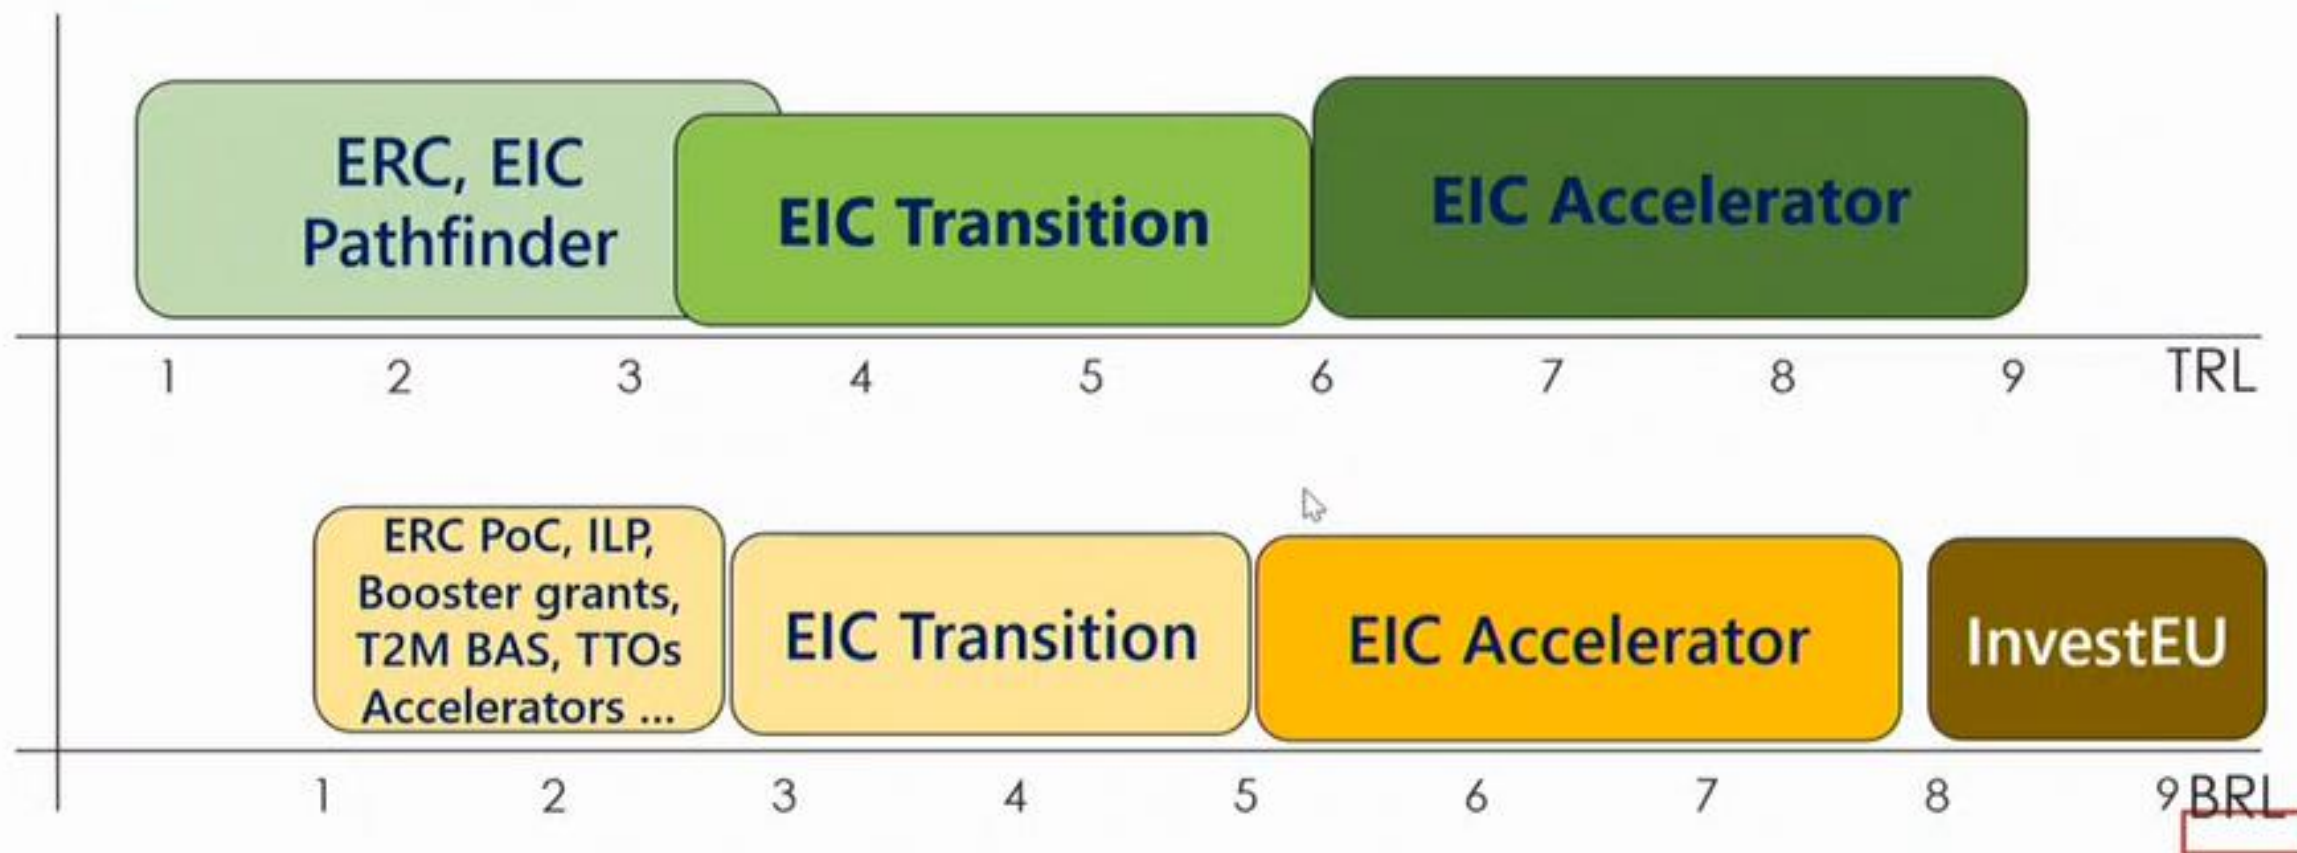 ERC, EIC
Pathfinder
EIC Transition
EIC Accelerator
1 2 3 4 5 6 7 8 9 TRL
ERC PoC, ILP,
Booster grants,
T2M BAS, TTOs
Accelerators ...
EIC Transition
EIC Accelerator
InvestEU
1 2 3 4 5 6 7 8 9 BRL